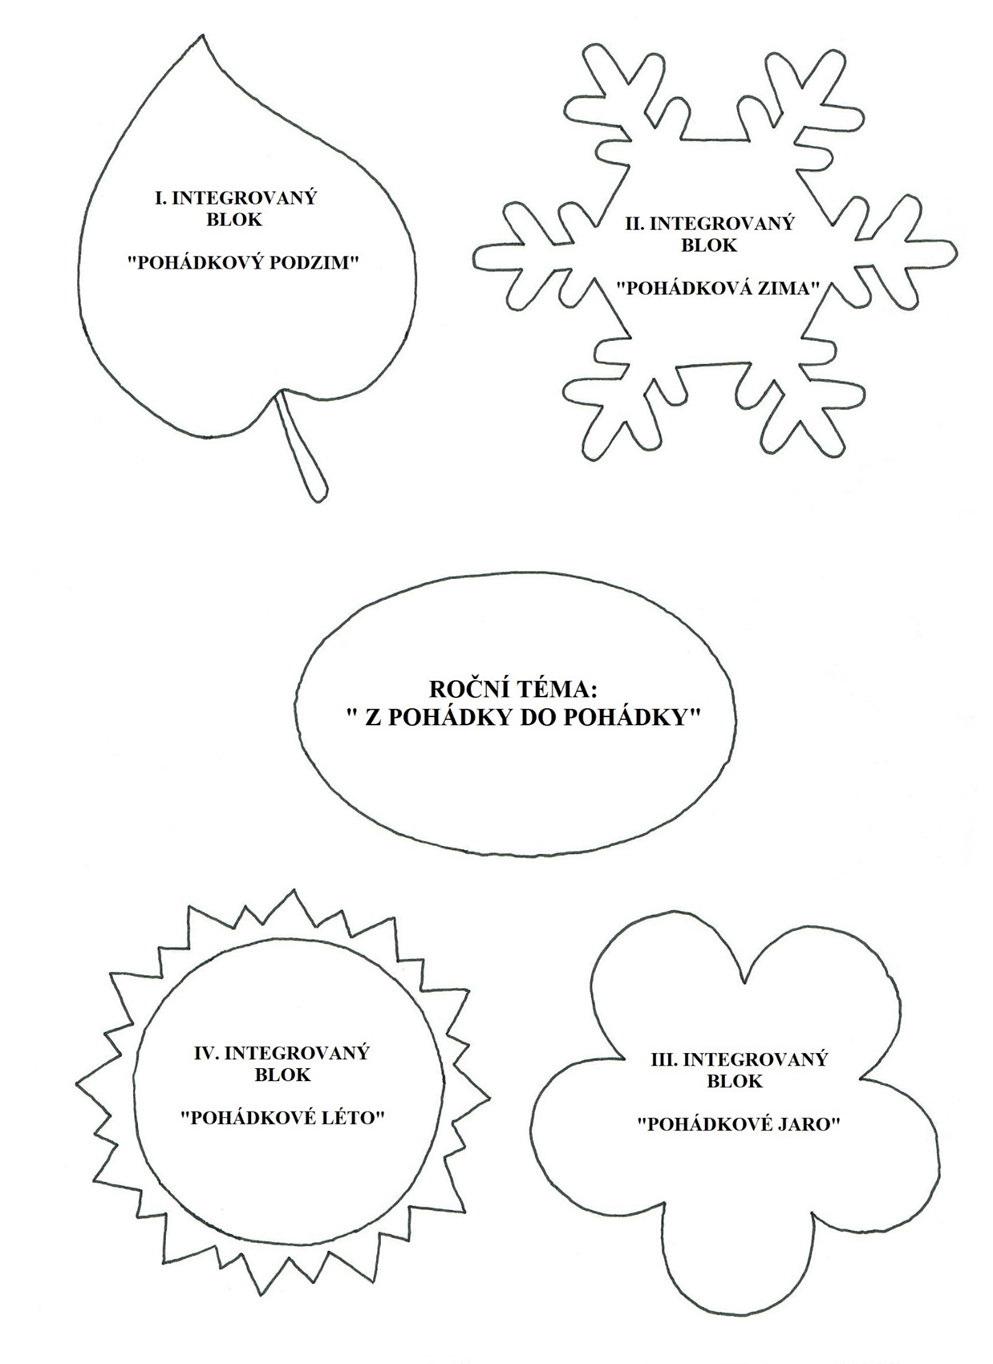 I. INTEGROVANÝ
BLOK
"POHÁDKOVÝ PODZIM"
II. INTEGROVANÝ
BLOK
"POHÁDKOVÁ ZIMA"
ROČNÍ TÉMA:
" Z POHÁDKY DO POHÁDKY"
IV. INTEGROVANÝ
BLOK
"POHÁDKOVÉ LÉTO"
III. INTEGROVANÝ
BLOK
"POHÁDKOVÉ JARO"